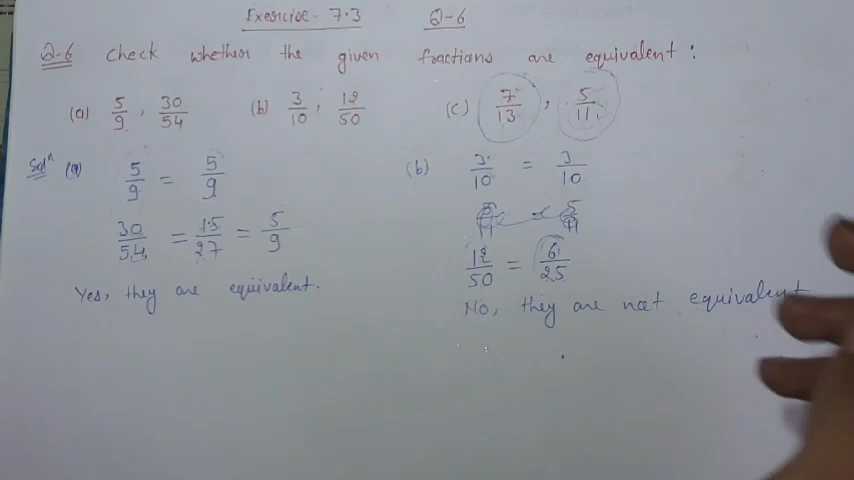 Exercise - 7.3 Q-6
Q-6 Check whether the given fractions are equivalent :
(a) 5/9 , 30/54 (b) 3/10 , 12/50 (c) 7/13 , 5/11
Solⁿ (a) 5/9 = 5/9
30/54 = 15/27 = 5/9
Yes, they are equivalent.
(b) 3/10 = 3/10
12/50 = 6/25
No, they are not equivalent